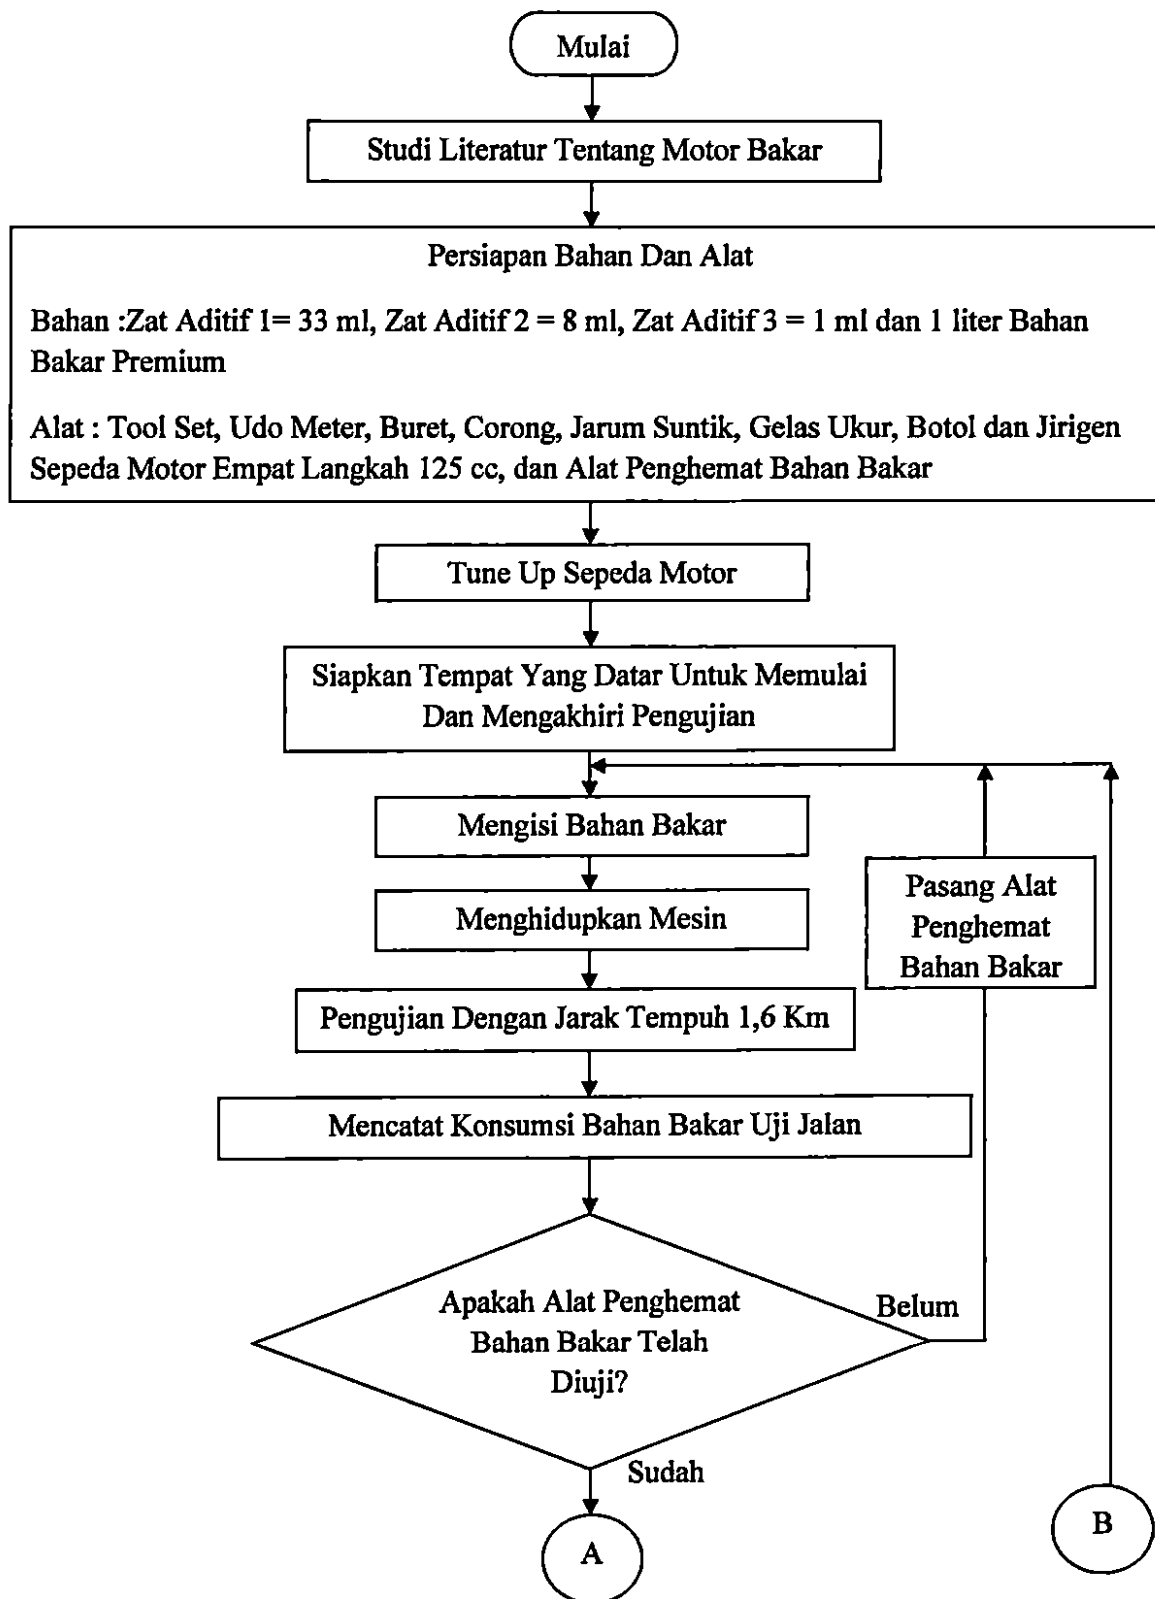 Mulai
Studi Literatur Tentang Motor Bakar
Persiapan Bahan Dan Alat
Bahan :Zat Aditif 1= 33 ml, Zat Aditif 2 = 8 ml, Zat Aditif 3 = 1 ml dan 1 liter Bahan
Bakar Premium
Alat : Tool Set, Udo Meter, Buret, Corong, Jarum Suntik, Gelas Ukur, Botol dan Jirigen
Sepeda Motor Empat Langkah 125 cc, dan Alat Penghemat Bahan Bakar
Tune Up Sepeda Motor
Siapkan Tempat Yang Datar Untuk Memulai
Dan Mengakhiri Pengujian
Mengisi Bahan Bakar
Menghidupkan Mesin
Pasang Alat
Penghemat
Bahan Bakar
Pengujian Dengan Jarak Tempuh 1,6 Km
Mencatat Konsumsi Bahan Bakar Uji Jalan
Apakah Alat Penghemat
Bahan Bakar Telah
Diuji?
Belum
Sudah
A
B